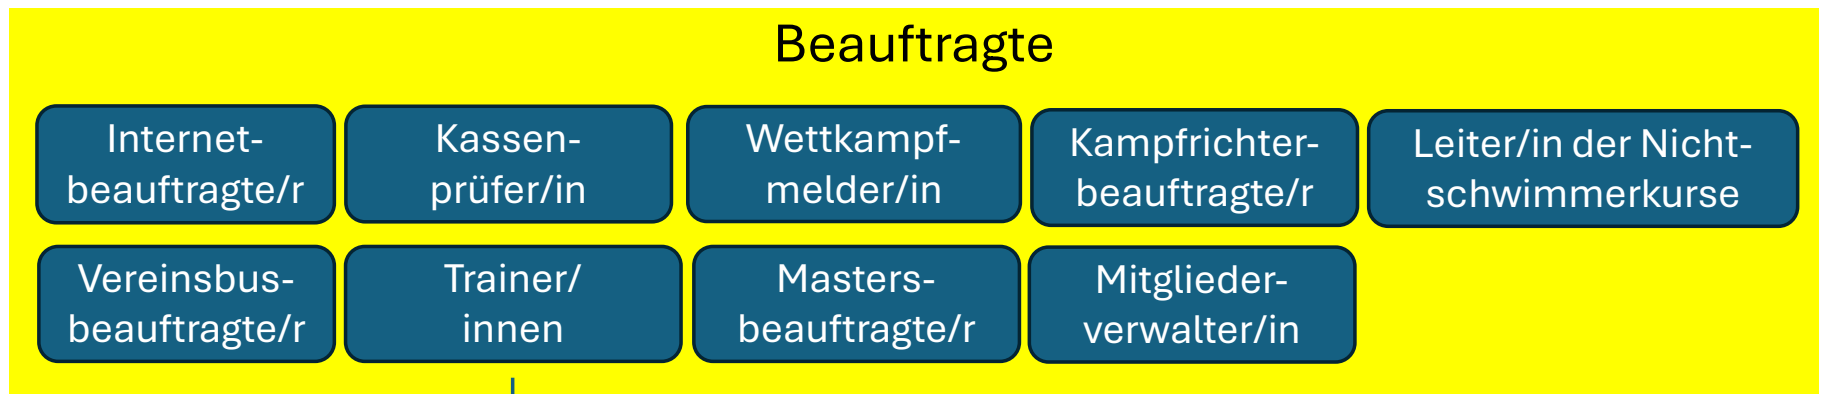 Beauftragte
Internet-
beauftragte/r
Kassen-
prüfer/in
Wettkampf-
melder/in
Kampfrichter-
beauftragte/r
Leiter/in der Nicht-
schwimmerkurse
Vereinsbus-
beauftragte/r
Trainer/
innen
Masters-
beauftragte/r
Mitglieder-
verwalter/in